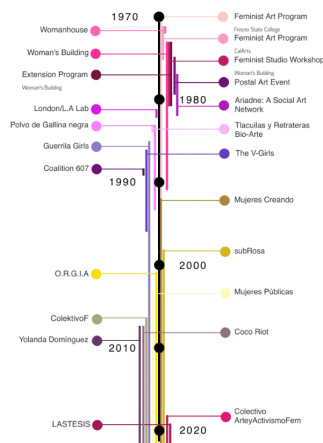 1970
Feminist Art Program
Fresno State College
Womanhouse
Feminist Art Program
CalArts
Woman's Building
Feminist Studio Workshop
Woman's Building
Extension Program
Woman's Building
Postal Art Event
1980
Ariadne: A Social Art
Network
London/L.A Lab
Polvo de Gallina negra
Tlacuilas y Retrateras
Bio-Arte
Guerrila Girls
The V-Girls
Coalition 607
1990
Mujeres Creando
subRosa
2000
O.R.G.I.A
Mujeres Públicas
ColektivoF
Coco Riot
Yolanda Domínguez
2010
Colectivo
ArteyActivismoFem
LASTESIS
2020